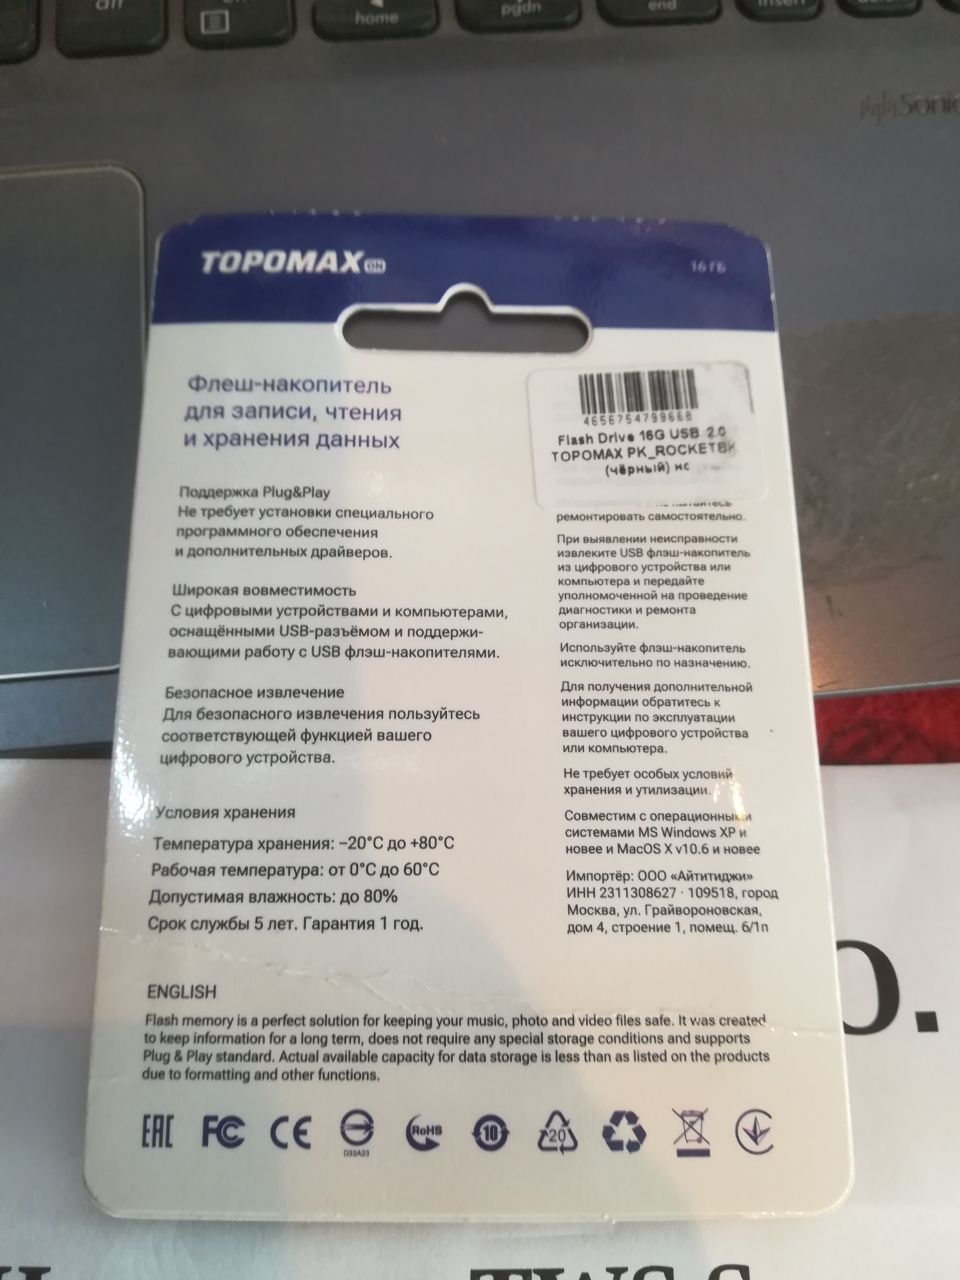 alt
home
pgdn
end
insert
Sonic
TOPOMAX ON
16 ГБ
Флеш-накопитель
для записи, чтения
и хранения данных
4656754799668
Flash Drive 16G USB 2.0
TOPOMAX PK_ROCKETBK
(чёрный) нс
Поддержка Plug&Play
Не требует установки специального
программного обеспечения
и дополнительных драйверов.
Широкая вовместимость
С цифровыми устройствами и компьютерами,
оснащёнными USB-разъёмом и поддержи-
вающими работу с USB флэш-накопителями.
Безопасное извлечение
Для безопасного извлечения пользуйтесь
соответствующей функцией вашего
цифрового устройства.
Условия хранения
Температура хранения: –20°C до +80°C
Рабочая температура: от 0°C до 60°C
Допустимая влажность: до 80%
Срок службы 5 лет. Гарантия 1 год.
ремонтировать самостоятельно.
При выявлении неисправности
извлеките USB флэш-накопитель
из цифрового устройства или
компьютера и передайте
уполномоченной на проведение
диагностики и ремонта
организации.
Используйте флэш-накопитель
исключительно по назначению.
Для получения дополнительной
информации обратитесь к
инструкции по эксплуатации
вашего цифрового устройства
или компьютера.
Не требует особых условий
хранения и утилизации.
Совместим с операционными
системами MS Windows XP и
новее и MacOS X v10.6 и новее
Импортёр: ООО «Айтитиджи»
ИНН 2311308627 · 109518, город
Москва, ул. Грайвороновская,
дом 4, строение 1, помещ. 6/1п
ENGLISH
Flash memory is a perfect solution for keeping your music, photo and video files safe. It was created
to keep information for a long term, does not require any special storage conditions and supports
Plug & Play standard. Actual available capacity for data storage is less than as listed on the products
due to formatting and other functions.
EAC FC CE D33A23 RoHS 10 20
o.